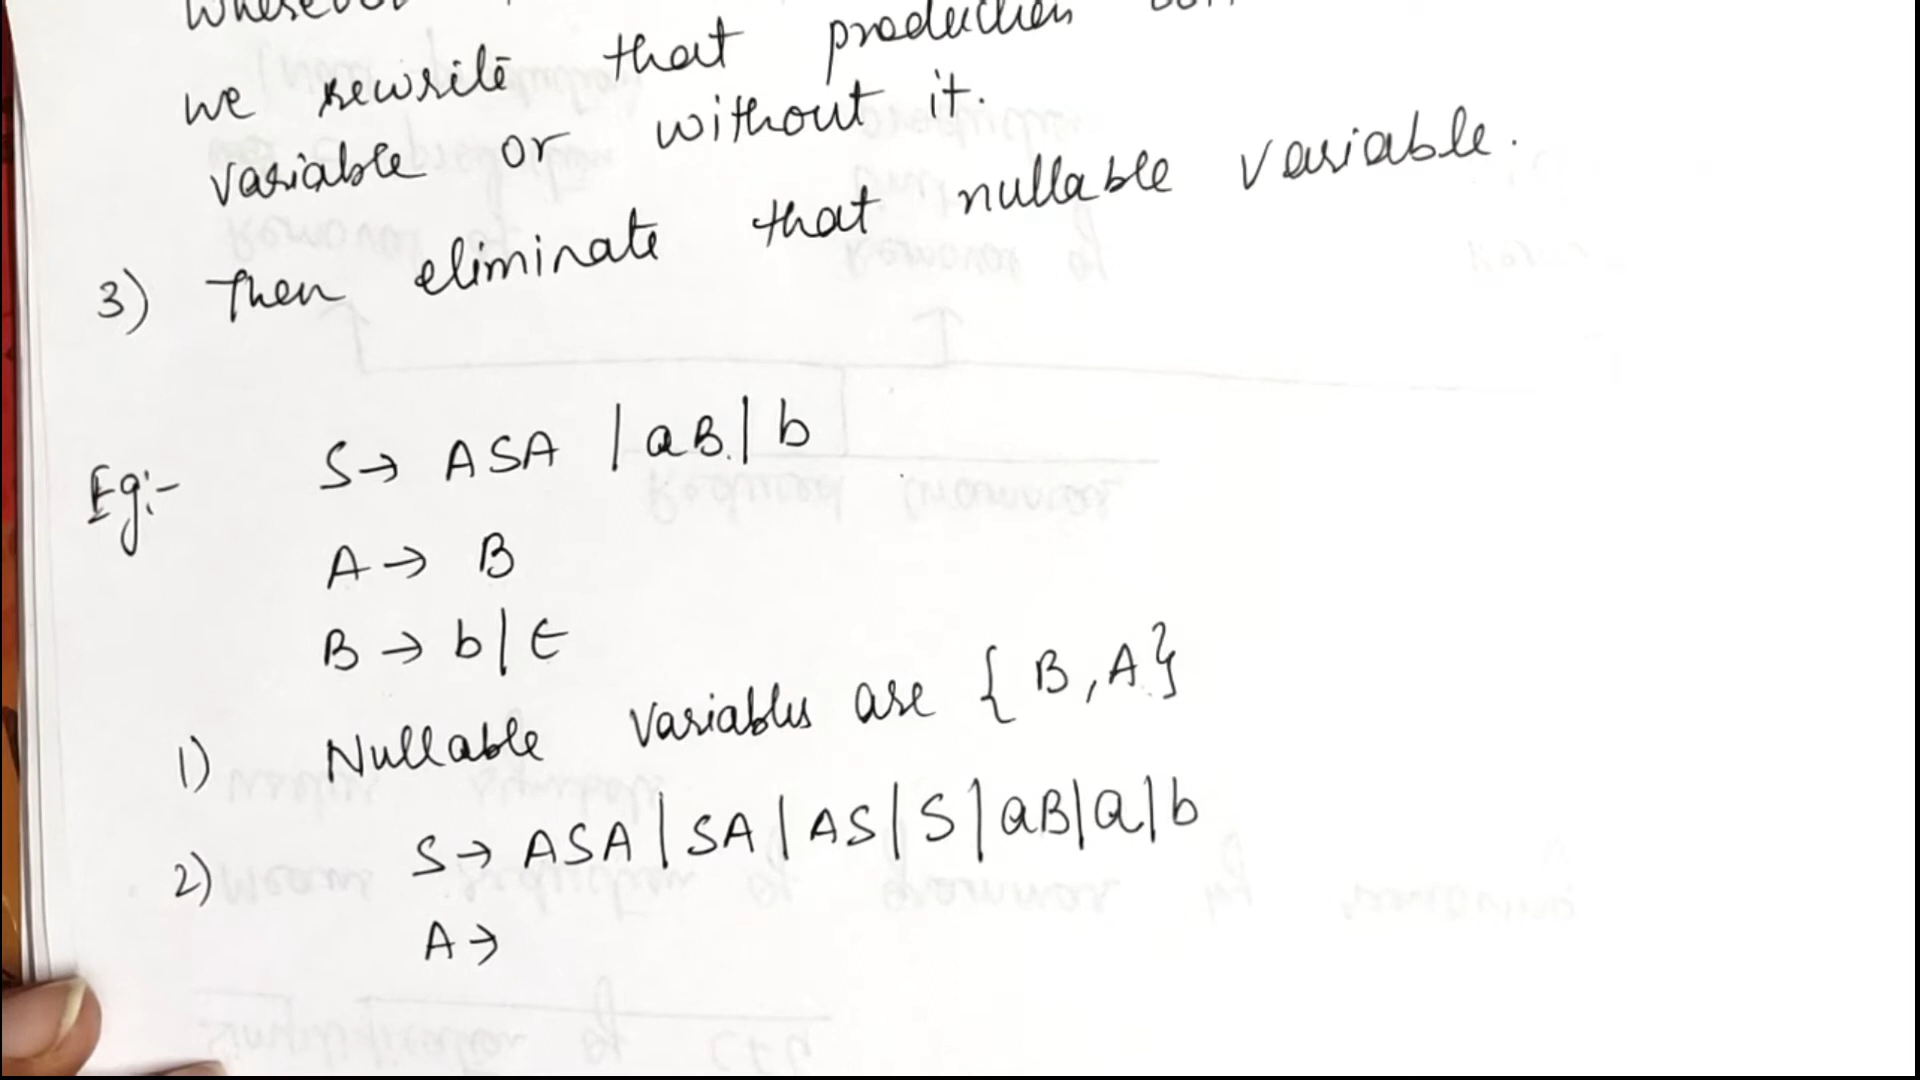 we rewrite that production
variable or without it.
3) Then eliminate that nullable variable.
Eg:- S → ASA | aB | b
A → B
B → b | ϵ
1) Nullable variables are { B, A }
2) S → ASA | SA | AS | S | aB | a | b
A →